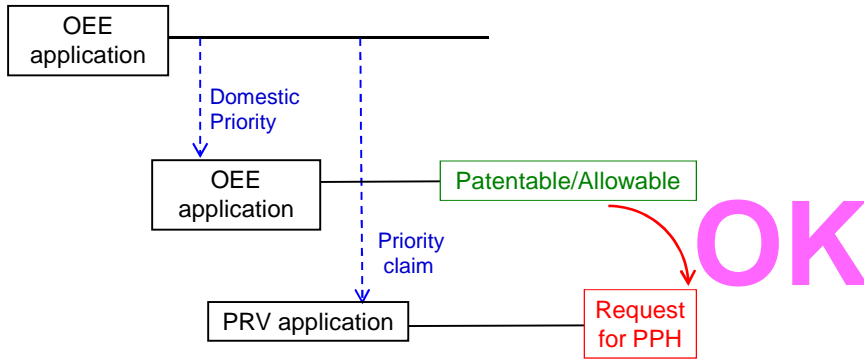 OEE
application
Domestic
Priority
OEE
application
Patentable/Allowable
OK
Priority
claim
PRV application
Request
for PPH